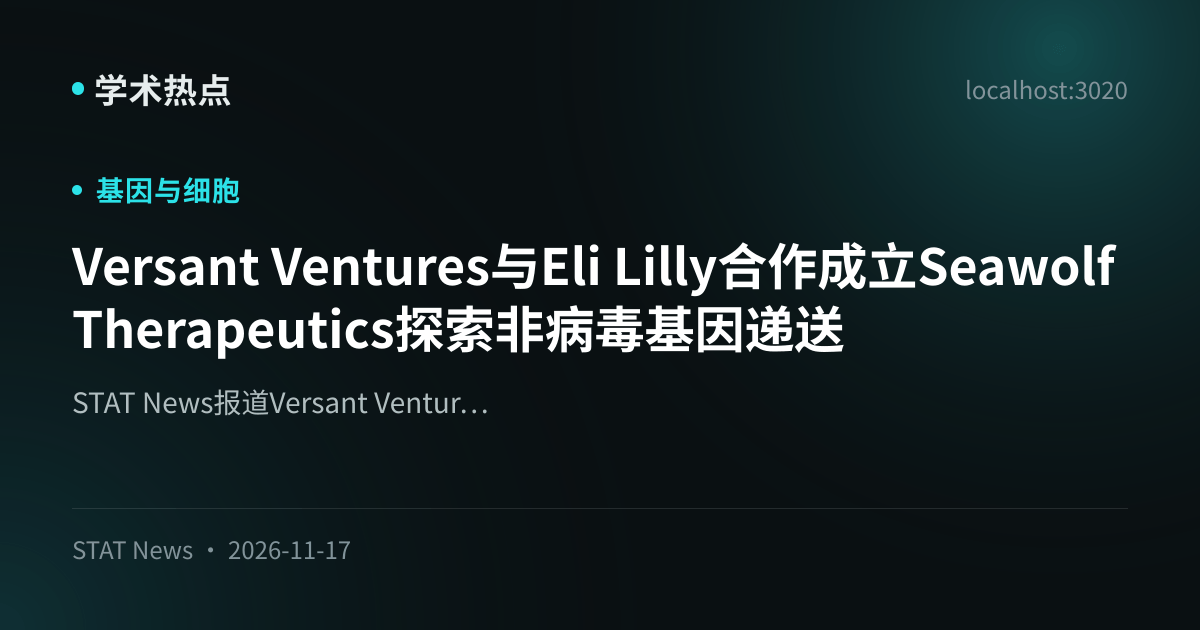 学术热点
localhost:3020
基因与细胞
Versant Ventures与Eli Lilly合作成立Seawolf
Therapeutics探索非病毒基因递送
STAT News报道Versant Ventur…
STAT News · 2026-11-17